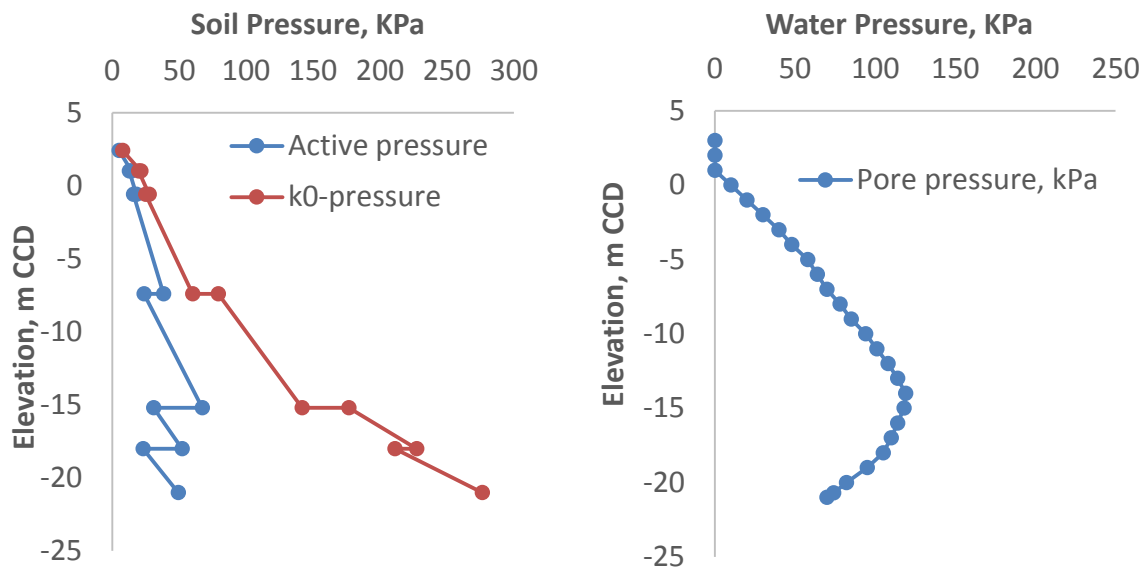 Soil Pressure, KPa
0 50 100 150 200 250 300
Elevation, m CCD
5
0
-5
-10
-15
-20
-25
Active pressure
k0-pressure
Water Pressure, KPa
0 50 100 150 200 250
Elevation, m CCD
5
0
-5
-10
-15
-20
-25
Pore pressure, kPa